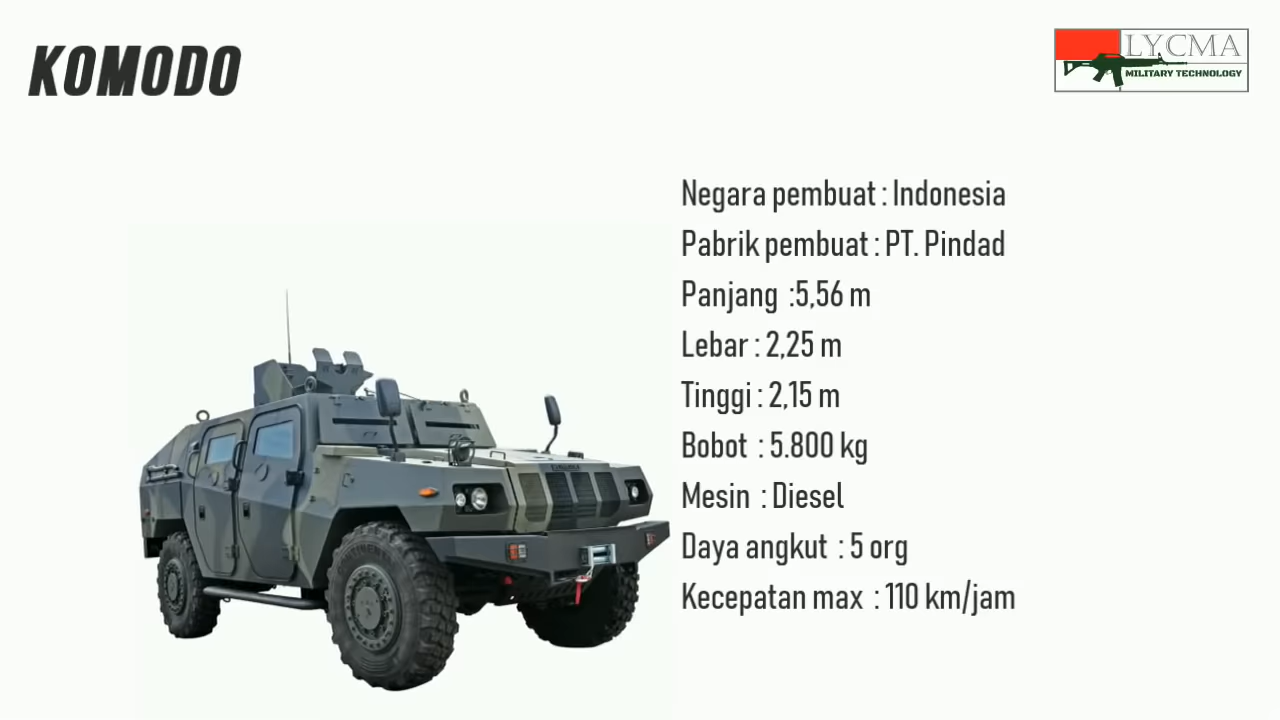 KOMODO
LYCMA
MILITARY TECHNOLOGY
Negara pembuat : Indonesia
Pabrik pembuat : PT. Pindad
Panjang :5,56 m
Lebar : 2,25 m
Tinggi : 2,15 m
Bobot : 5.800 kg
Mesin : Diesel
Daya angkut : 5 org
Kecepatan max : 110 km/jam